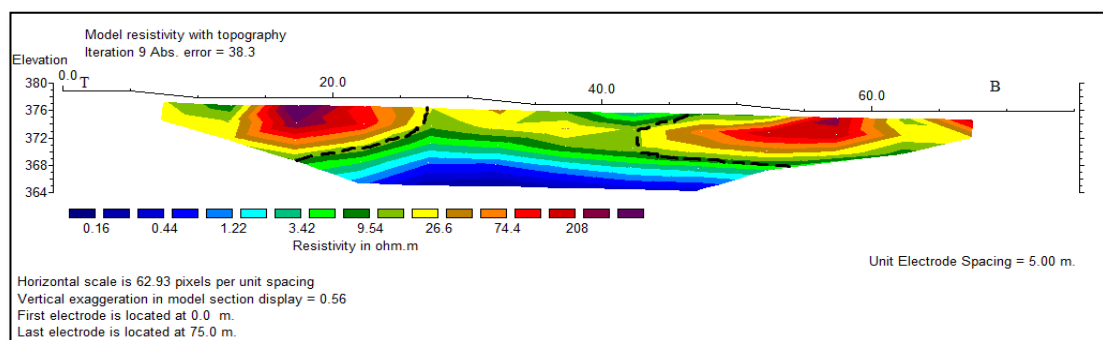 Model resistivity with topography
Iteration 9 Abs. error = 38.3
Elevation
0.0 T 20.0 40.0 60.0 B
380
376
372
368
364
0.16 0.44 1.22 3.42 9.54 26.6 74.4 208
Resistivity in ohm.m
Unit Electrode Spacing = 5.00 m.
Horizontal scale is 62.93 pixels per unit spacing
Vertical exaggeration in model section display = 0.56
First electrode is located at 0.0 m.
Last electrode is located at 75.0 m.